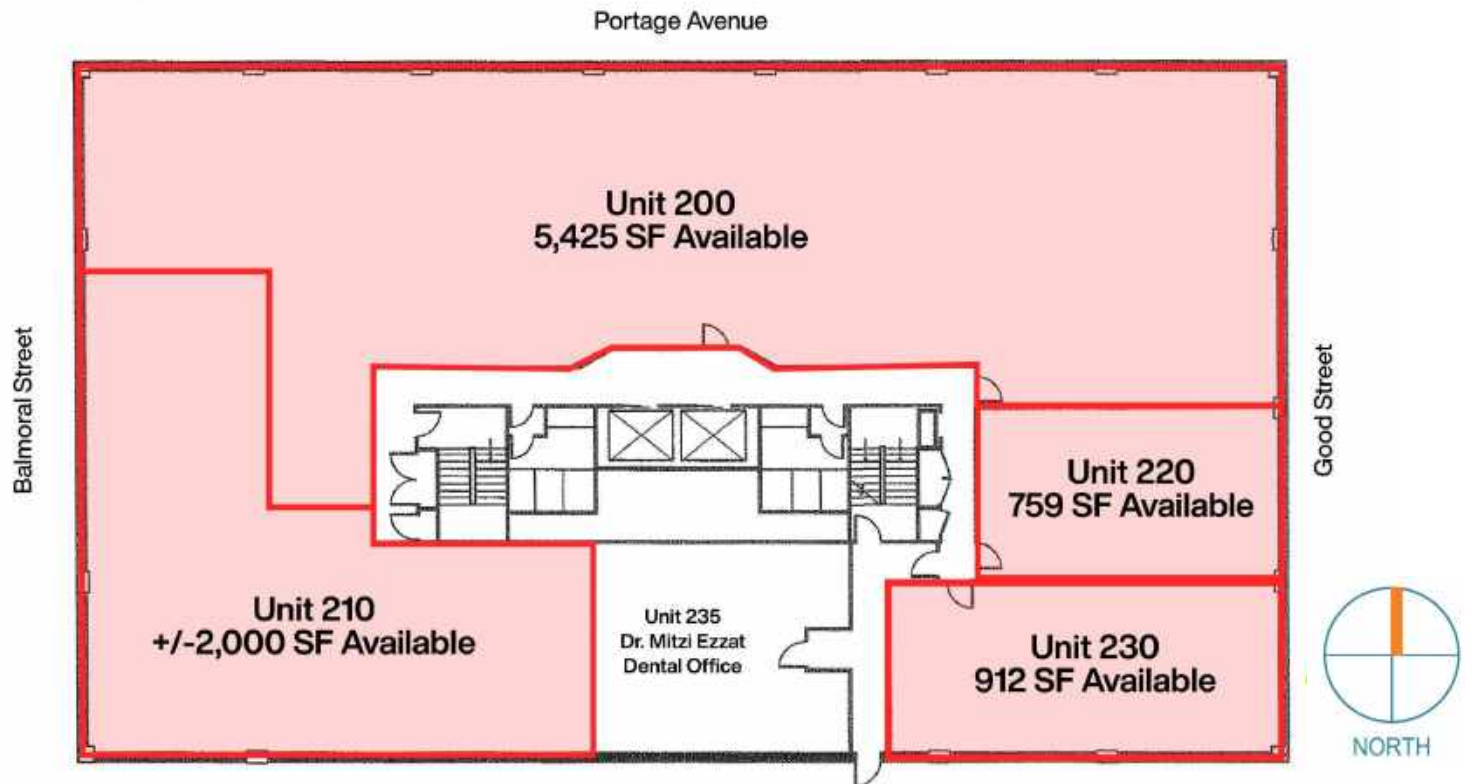 Portage Avenue
Unit 200
5,425 SF Available
Balmoral Street
Good Street
Unit 220
759 SF Available
Unit 210
+/-2,000 SF Available
Unit 235
Dr. Mitzi Ezzat
Dental Office
Unit 230
912 SF Available
NORTH